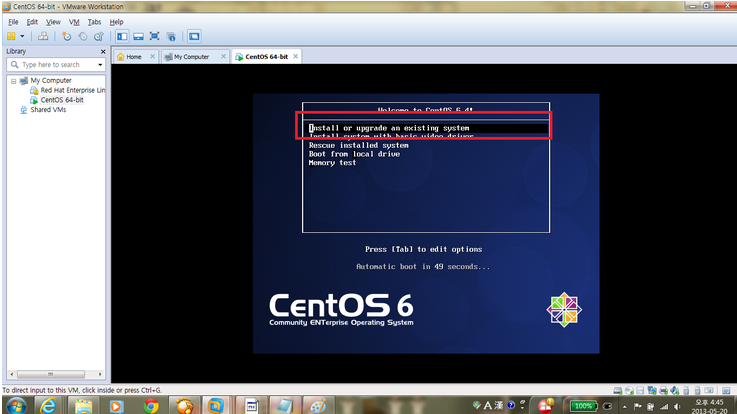 CentOS 64-bit - VMware Workstation
File Edit View VM Tabs Help
Library
Type here to search
My Computer
Red Hat Enterprise Lin
CentOS 64-bit
Shared VMs
Home
My Computer
CentOS 64-bit
Welcome to CentOS 6.4!
Install or upgrade an existing system
Install system with basic video driver
Rescue installed system
Boot from local drive
Memory test
Press [Tab] to edit options
Automatic boot in 49 seconds...
CentOS 6
Community ENTerprise Operating System
To direct input to this VM, click inside or press Ctrl+G.
A 漢
100%
오후 4:45
2013-05-20